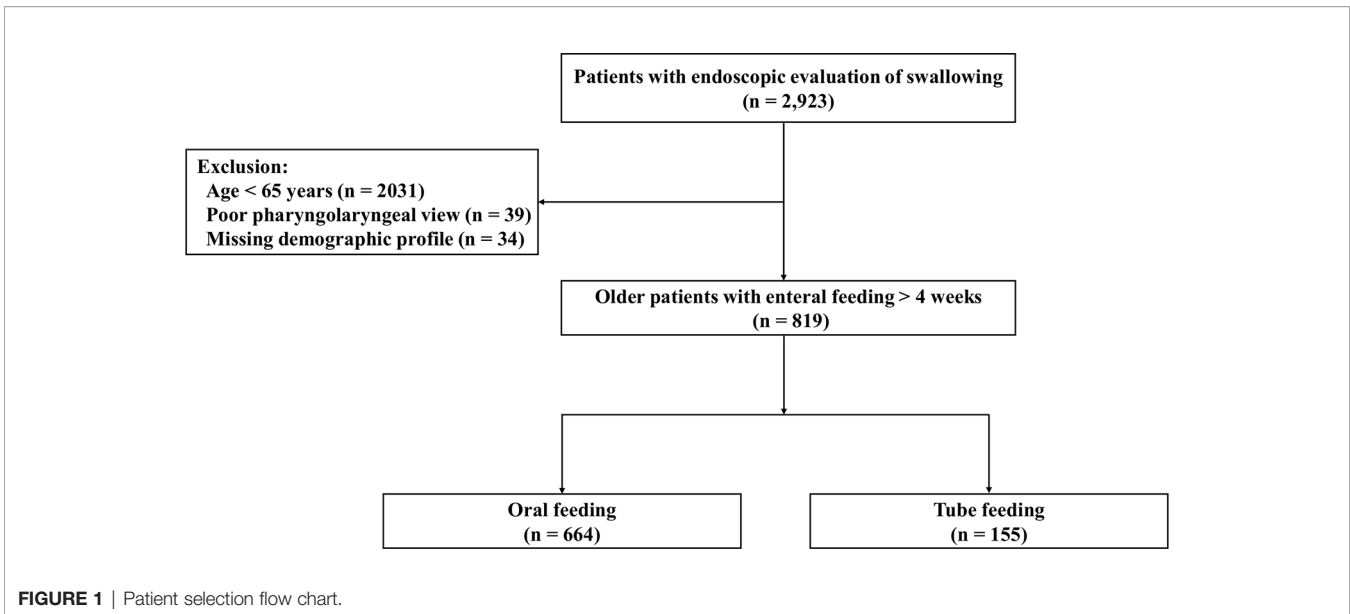 Patients with endoscopic evaluation of swallowing
(n = 2,923)
Exclusion:
Age < 65 years (n = 2031)
Poor pharyngolaryngeal view (n = 39)
Missing demographic profile (n = 34)
Older patients with enteral feeding > 4 weeks
(n = 819)
Oral feeding
(n = 664)
Tube feeding
(n = 155)
FIGURE 1 | Patient selection flow chart.